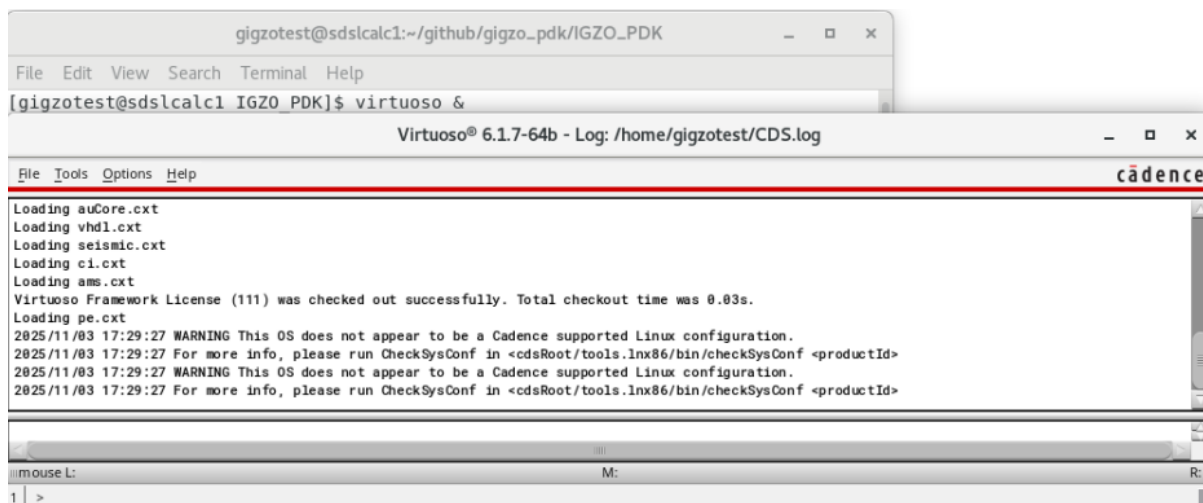 gigzotest@sdslcalc1:~/github/gigzo_pdk/IGZO_PDK
File Edit View Search Terminal Help
[gigzotest@sdslcalc1 IGZO_PDK]$ virtuoso &
Virtuoso® 6.1.7-64b - Log: /home/gigzotest/CDS.log
File Tools Options Help
cādence
Loading auCore.cxt
Loading vhdl.cxt
Loading seismic.cxt
Loading ci.cxt
Loading ams.cxt
Virtuoso Framework License (111) was checked out successfully. Total checkout time was 0.03s.
Loading pe.cxt
2025/11/03 17:29:27 WARNING This OS does not appear to be a Cadence supported Linux configuration.
2025/11/03 17:29:27 For more info, please run CheckSysConf in <cdsRoot/tools.lnx86/bin/checkSysConf <productId>
2025/11/03 17:29:27 WARNING This OS does not appear to be a Cadence supported Linux configuration.
2025/11/03 17:29:27 For more info, please run CheckSysConf in <cdsRoot/tools.lnx86/bin/checkSysConf <productId>
mouse L: M: R:
1 >